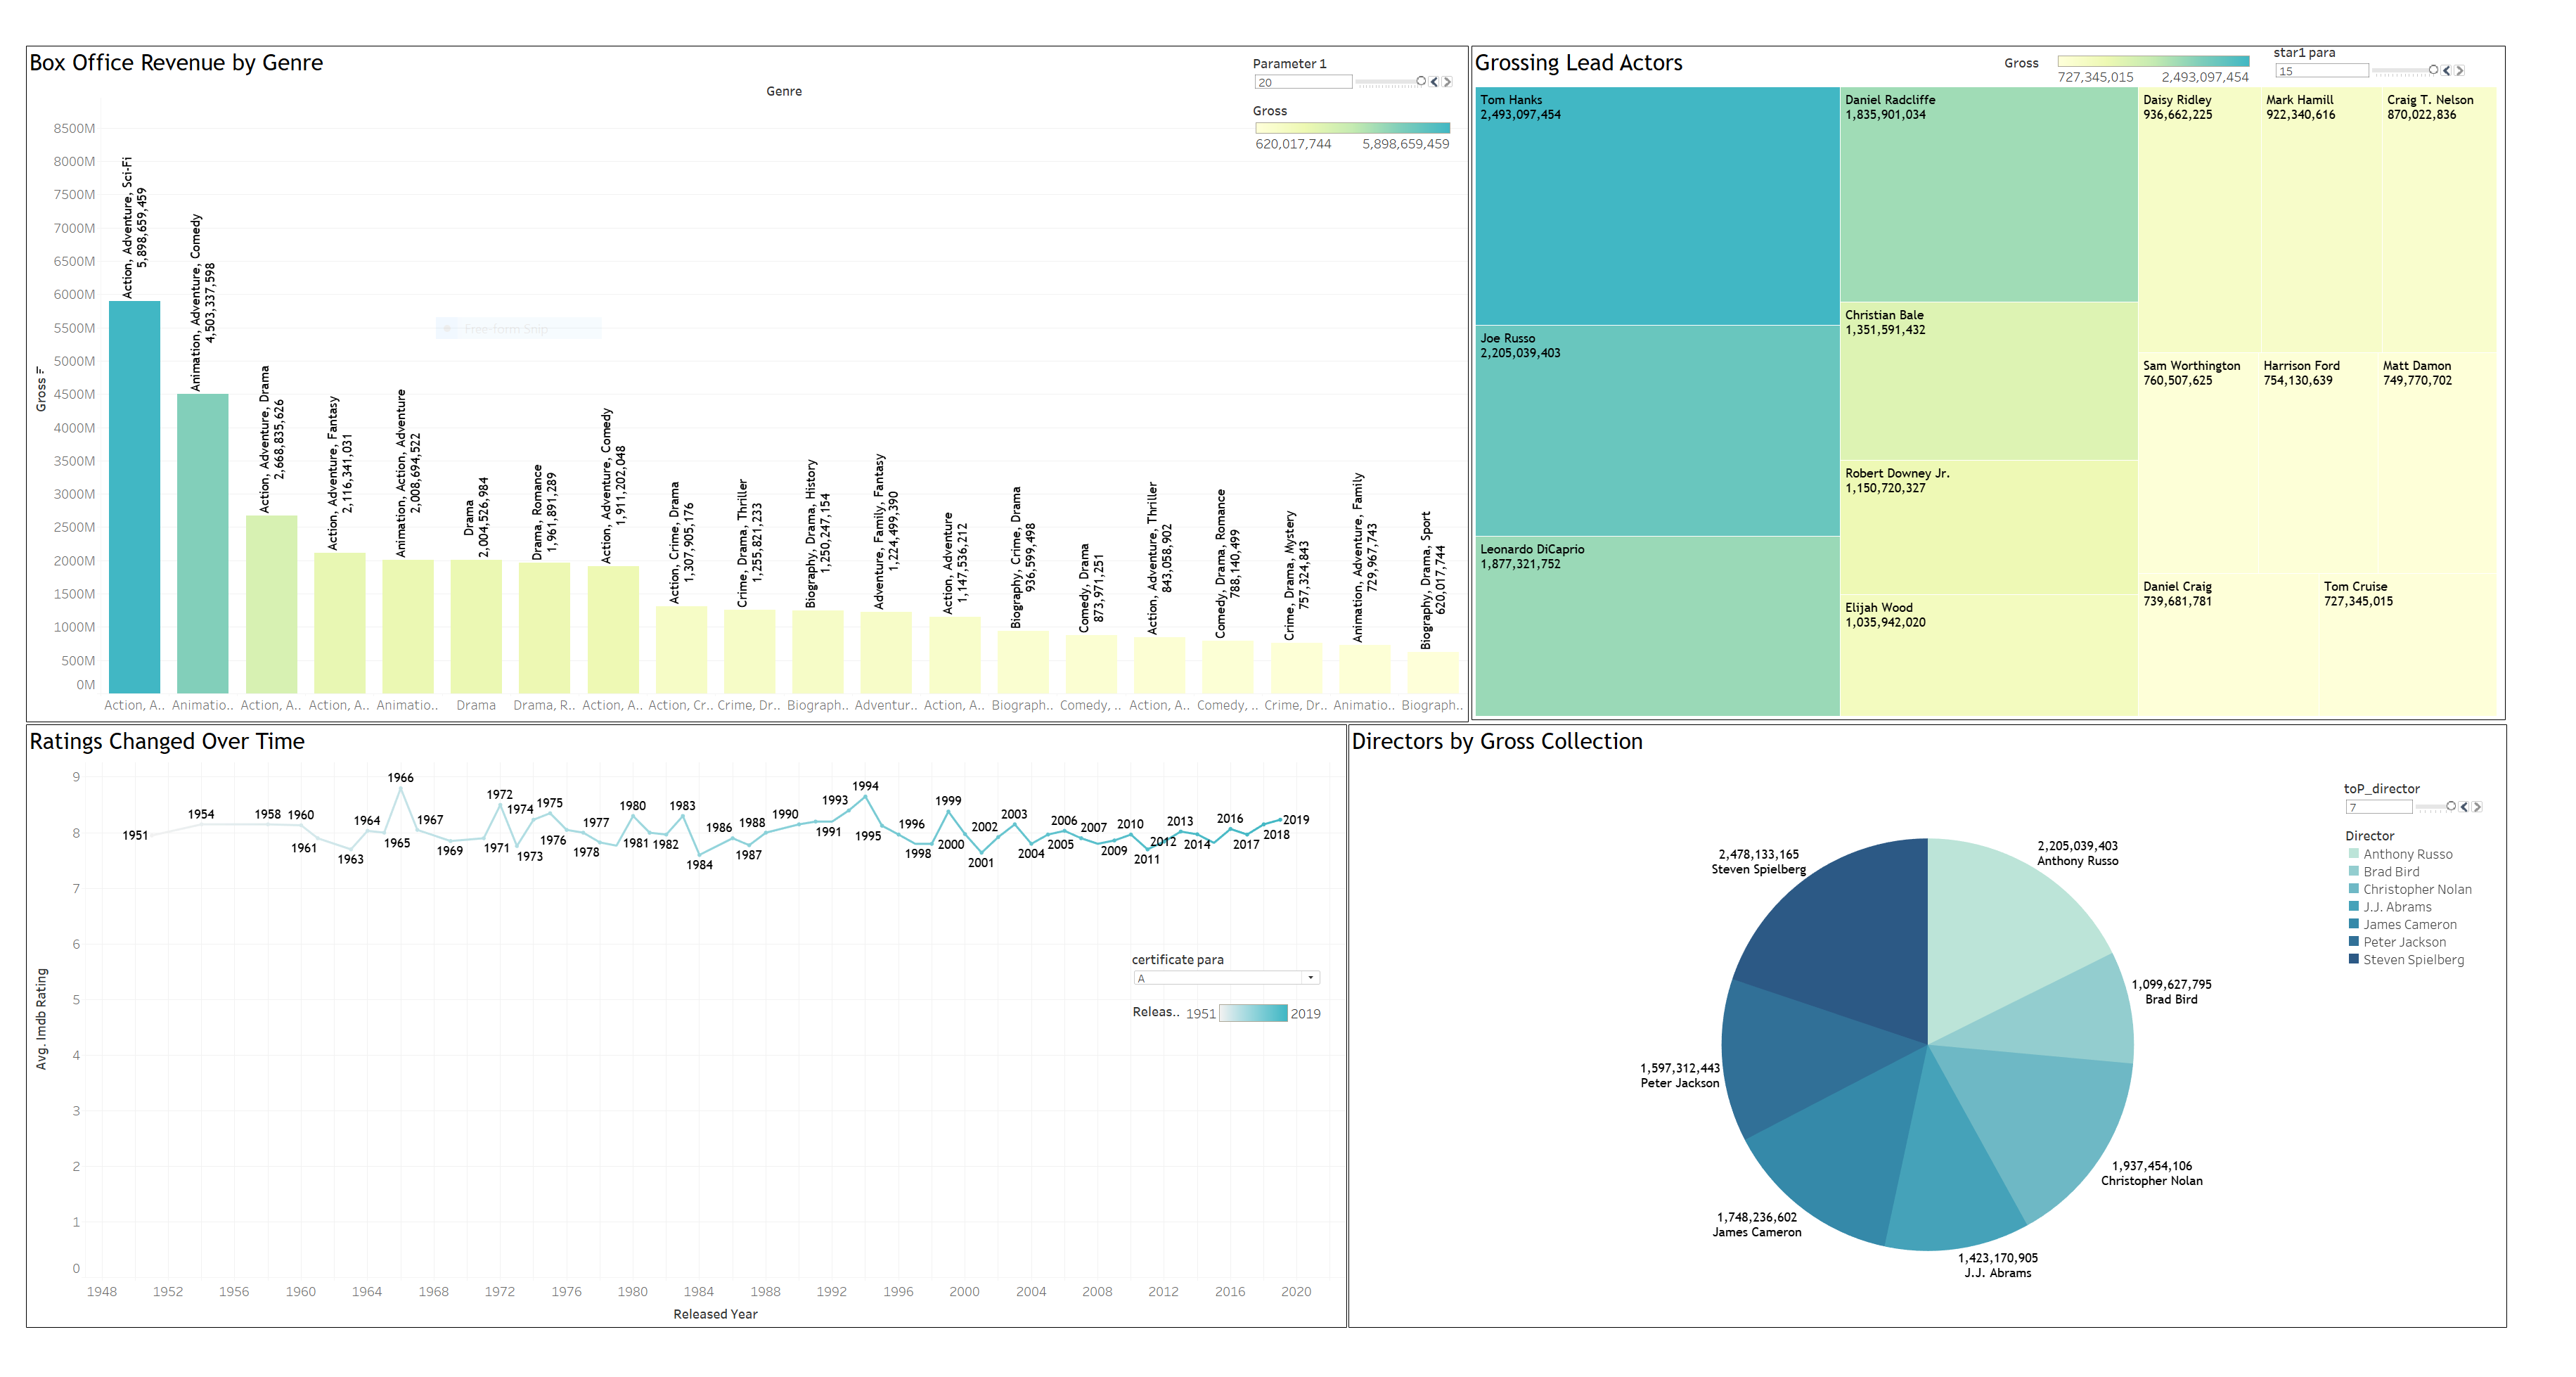 Box Office Revenue by Genre
Genre
Parameter 1
20
Gross
620,017,744 5,898,659,459
Gross
8500M
8000M
7500M
7000M
6500M
6000M
5500M
5000M
4500M
4000M
3500M
3000M
2500M
2000M
1500M
1000M
500M
0M
Action, Adventure, Sci-Fi
5,898,659,459
Animation, Adventure, Comedy
4,503,337,598
Action, Adventure, Drama
2,668,835,626
Action, Adventure, Fantasy
2,116,341,031
Animation, Action, Adventure
2,008,694,522
Drama
2,004,526,984
Drama, Romance
1,961,891,289
Action, Adventure, Comedy
1,911,202,048
Action, Crime, Drama
1,307,905,176
Crime, Drama, Thriller
1,255,821,233
Biography, Drama, History
1,250,247,154
Adventure, Family, Fantasy
1,224,499,390
Action, Adventure
1,147,536,212
Biography, Crime, Drama
936,599,498
Comedy, Drama
873,971,251
Action, Adventure, Thriller
843,058,902
Comedy, Drama, Romance
788,140,499
Crime, Drama, Mystery
757,324,843
Animation, Adventure, Family
729,967,743
Biography, Drama, Sport
620,017,744
Free-form Snip
Action, A.. Animatio.. Action, A.. Action, A.. Animatio.. Drama Drama, R.. Action, A.. Action, Cr.. Crime, Dr.. Biograph.. Adventur.. Action, A.. Biograph.. Comedy, .. Action, A.. Comedy, .. Crime, Dr.. Animatio.. Biograph..
Grossing Lead Actors
Gross
727,345,015 2,493,097,454
star1 para
15
Tom Hanks
2,493,097,454
Joe Russo
2,205,039,403
Leonardo DiCaprio
1,877,321,752
Daniel Radcliffe
1,835,901,034
Christian Bale
1,351,591,432
Robert Downey Jr.
1,150,720,327
Elijah Wood
1,035,942,020
Daisy Ridley
936,662,225
Mark Hamill
922,340,616
Craig T. Nelson
870,022,836
Sam Worthington
760,507,625
Harrison Ford
754,130,639
Matt Damon
749,770,702
Daniel Craig
739,681,781
Tom Cruise
727,345,015
Ratings Changed Over Time
Avg. Imdb Rating
9
8
7
6
5
4
3
2
1
0
1951
1954
1958
1960
1961
1963
1964
1965
1966
1967
1969
1971
1972
1973
1974
1975
1976
1977
1978
1980
1981
1982
1983
1984
1986
1987
1988
1990
1991
1993
1994
1995
1996
1998
1999
2000
2001
2002
2003
2004
2005
2006
2007
2009
2010
2011
2012
2013
2014
2016
2017
2018
2019
certificate para
A
Releas.. 1951 2019
1948 1952 1956 1960 1964 1968 1972 1976 1980 1984 1988 1992 1996 2000 2004 2008 2012 2016 2020
Released Year
Directors by Gross Collection
toP_director
7
Director
Anthony Russo
Brad Bird
Christopher Nolan
J.J. Abrams
James Cameron
Peter Jackson
Steven Spielberg
2,205,039,403
Anthony Russo
1,099,627,795
Brad Bird
1,937,454,106
Christopher Nolan
1,423,170,905
J.J. Abrams
1,748,236,602
James Cameron
1,597,312,443
Peter Jackson
2,478,133,165
Steven Spielberg